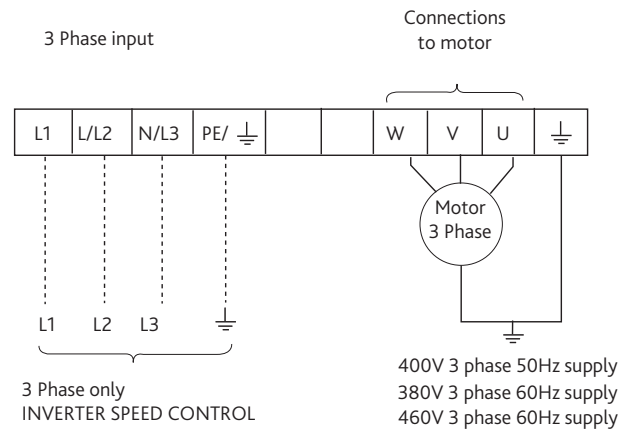 3 Phase input
Connections
to motor
L1 L/L2 N/L3 PE/ W V U
Motor
3 Phase
L1 L2 L3
3 Phase only
INVERTER SPEED CONTROL
400V 3 phase 50Hz supply
380V 3 phase 60Hz supply
460V 3 phase 60Hz supply